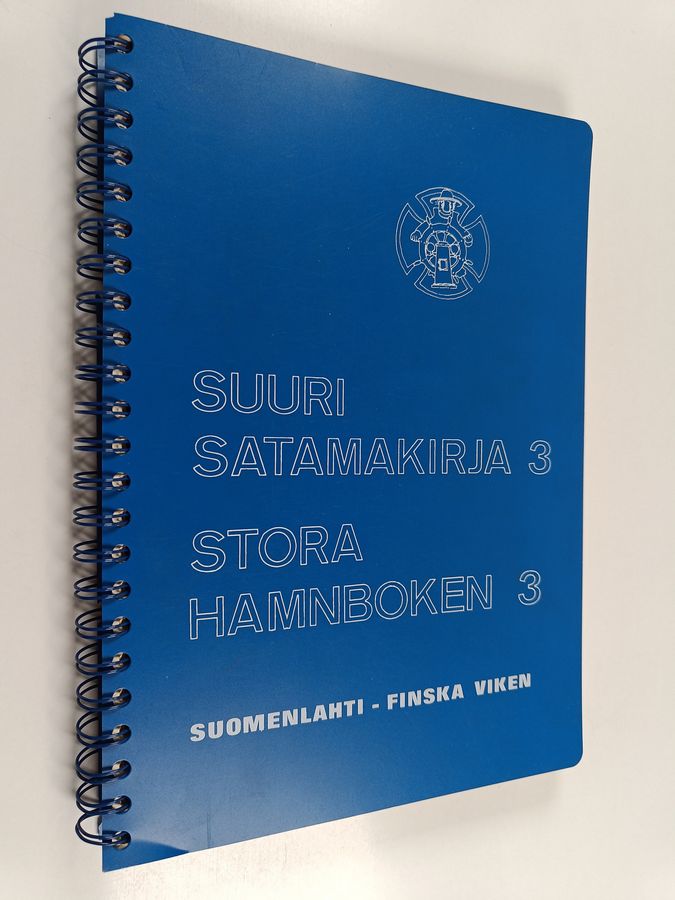 SUURI
SATAMAKIRJA 3
STORA
HAMNBOKEN 3
SUOMENLAHTI - FINSKA VIKEN